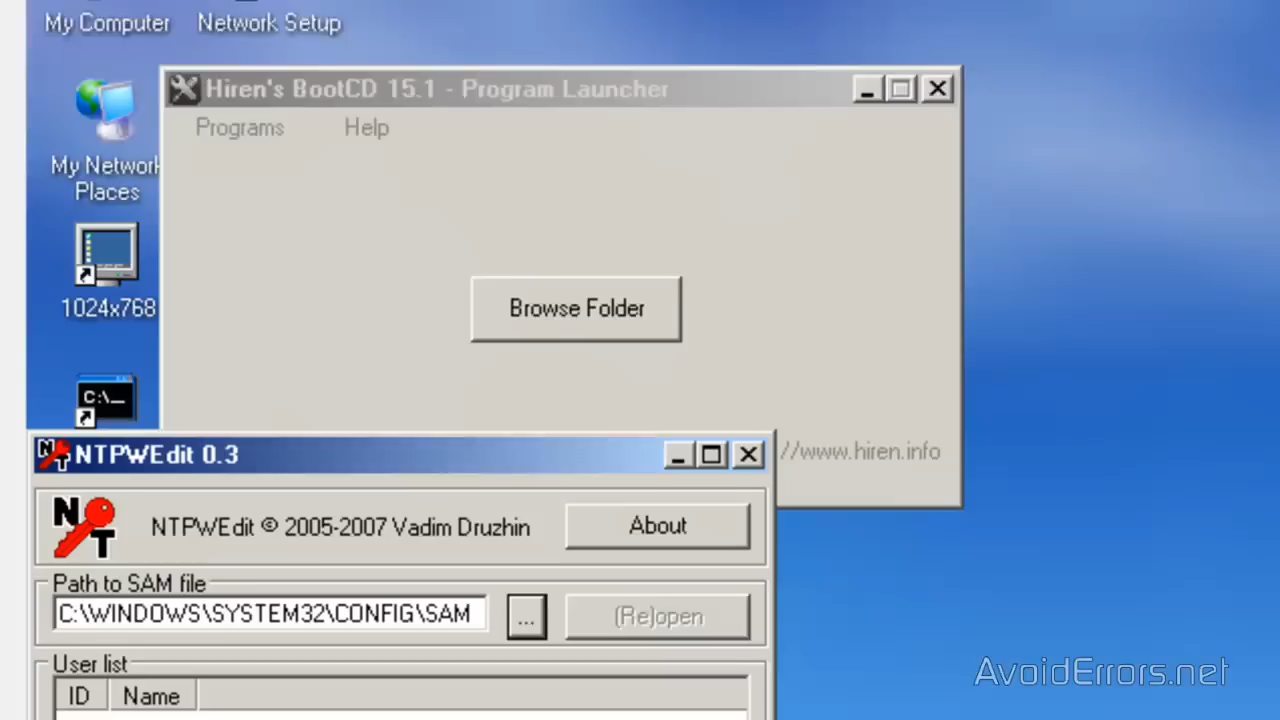 My Computer
Network Setup
Hiren's BootCD 15.1 - Program Launcher
Programs
Help
My Network
Places
1024x768
Browse Folder
C:\_
//www.hiren.info
NTPWEdit 0.3
N
T
NTPWEdit © 2005-2007 Vadim Druzhin
About
Path to SAM file
C:\WINDOWS\SYSTEM32\CONFIG\SAM
...
(Re)open
User list
ID
Name
AvoidErrors.net